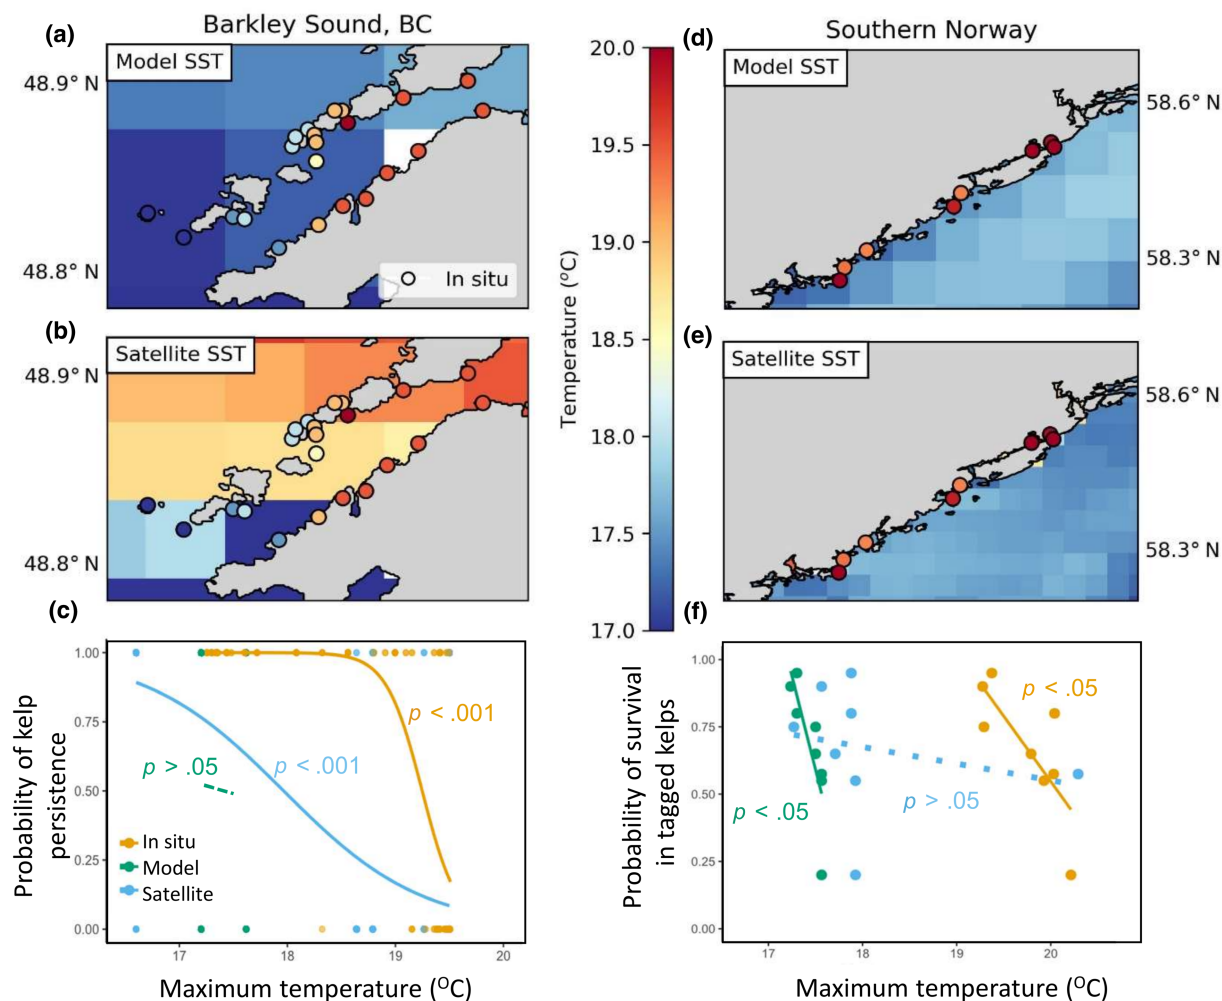 (a)
Barkley Sound, BC
Model SST
48.9° N
48.8° N
In situ
(b)
Satellite SST
48.9° N
48.8° N
20.0
19.5
19.0
18.5
18.0
17.5
17.0
Temperature (°C)
(d)
Southern Norway
Model SST
58.6° N
58.3° N
(e)
Satellite SST
58.6° N
58.3° N
(c)
Probability of kelp
persistence
1.00
0.75
0.50
0.25
0.00
p < .001
p > .05
p < .001
In situ
Model
Satellite
17
18
19
20
Maximum temperature (°C)
(f)
Probability of survival
in tagged kelps
1.00
0.75
0.50
0.25
0.00
p < .05
p > .05
p < .05
17
18
19
20
Maximum temperature (°C)